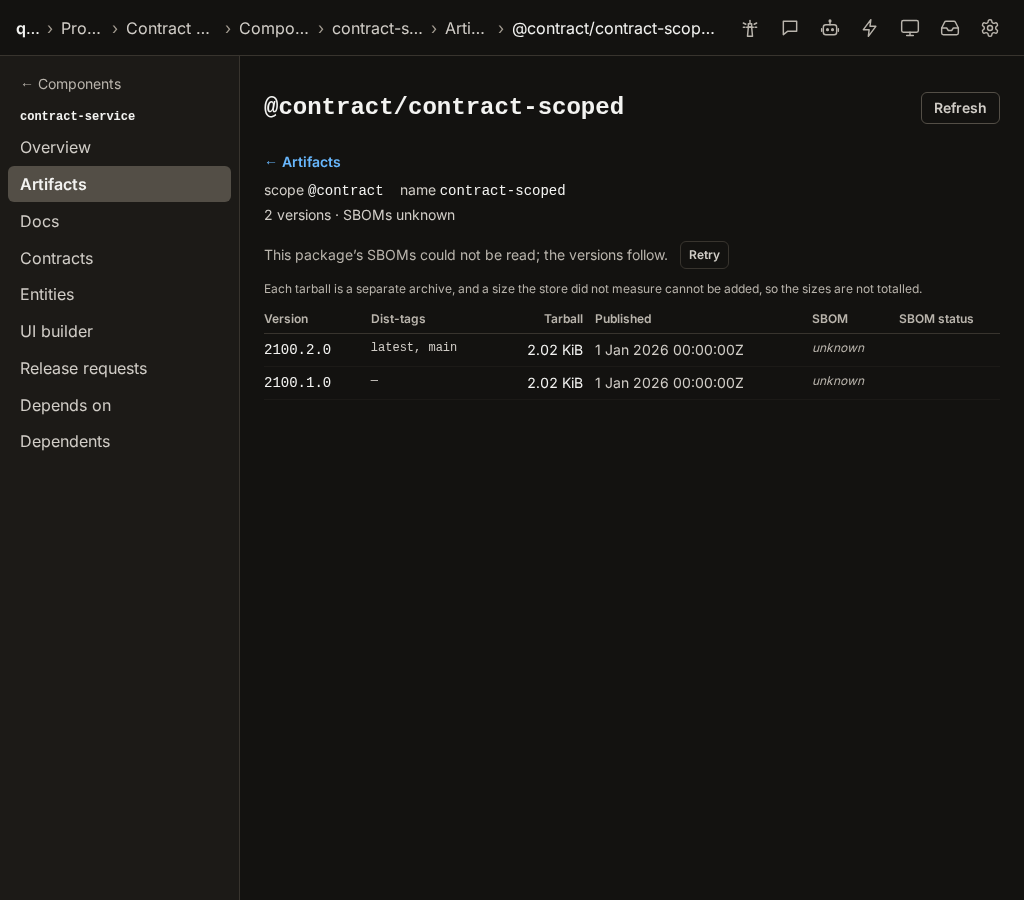 q... › Pro... › Contract ... › Compo... › contract-s... › Arti... › @contract/contract-scop...
← Components
contract-service
Overview
Artifacts
Docs
Contracts
Entities
UI builder
Release requests
Depends on
Dependents
@contract/contract-scoped
Refresh
← Artifacts
scope @contract name contract-scoped
2 versions · SBOMs unknown
This package’s SBOMs could not be read; the versions follow. Retry
Each tarball is a separate archive, and a size the store did not measure cannot be added, so the sizes are not totalled.
Version Dist-tags Tarball Published SBOM SBOM status
2100.2.0 latest, main 2.02 KiB 1 Jan 2026 00:00:00Z unknown
2100.1.0 — 2.02 KiB 1 Jan 2026 00:00:00Z unknown